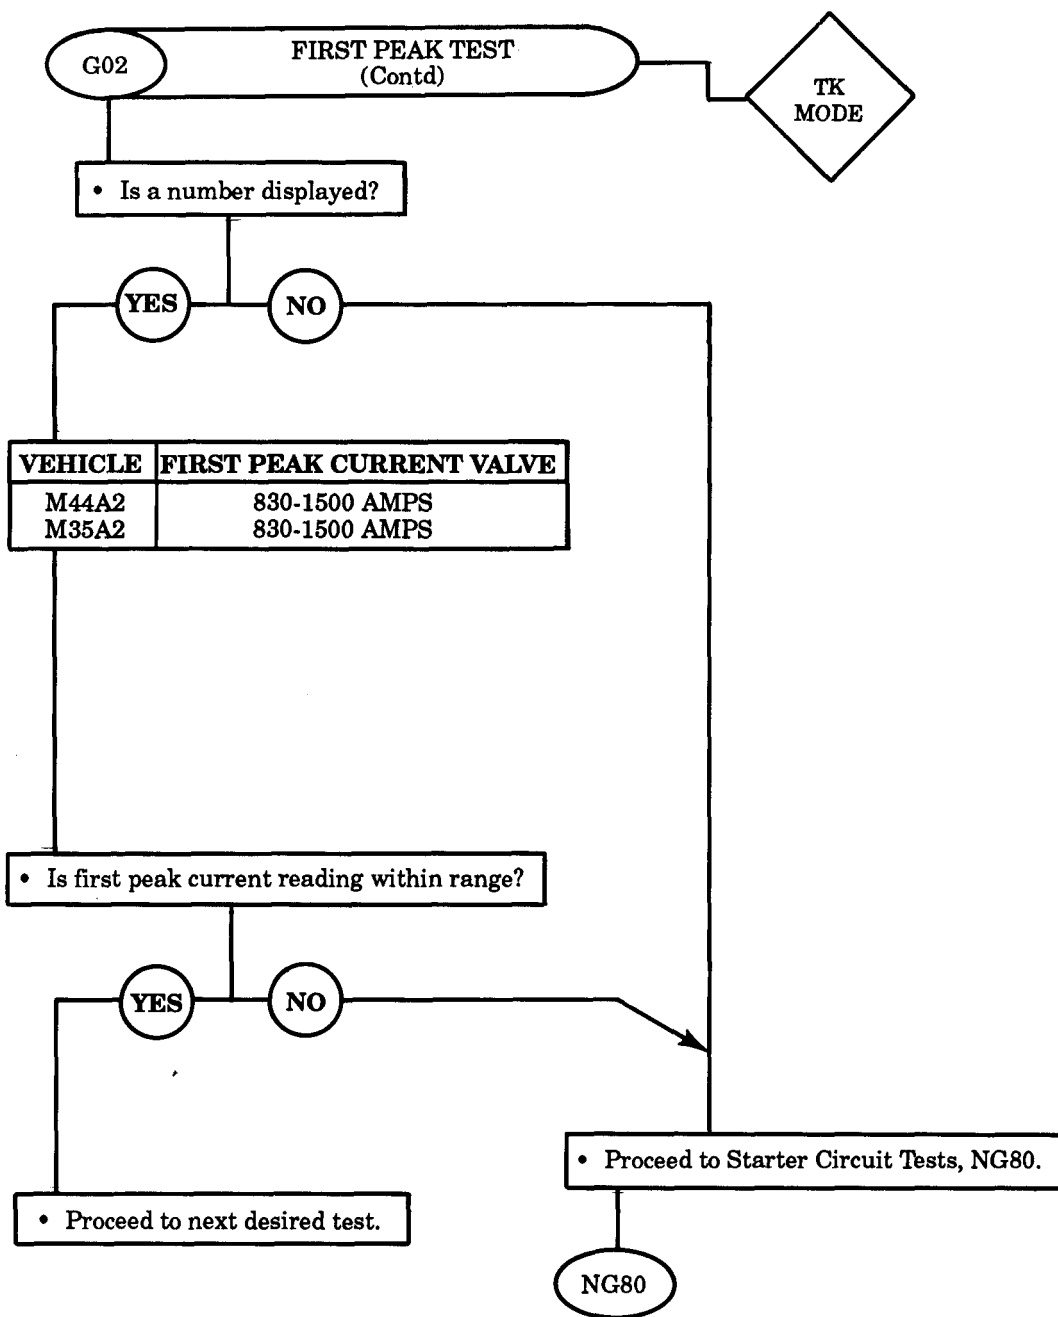 G02
FIRST PEAK TEST
(Contd)
TK
MODE
• Is a number displayed?
YES
NO
VEHICLE FIRST PEAK CURRENT VALVE
M44A2 830-1500 AMPS
M35A2 830-1500 AMPS
• Is first peak current reading within range?
YES
NO
• Proceed to Starter Circuit Tests, NG80.
• Proceed to next desired test.
NG80